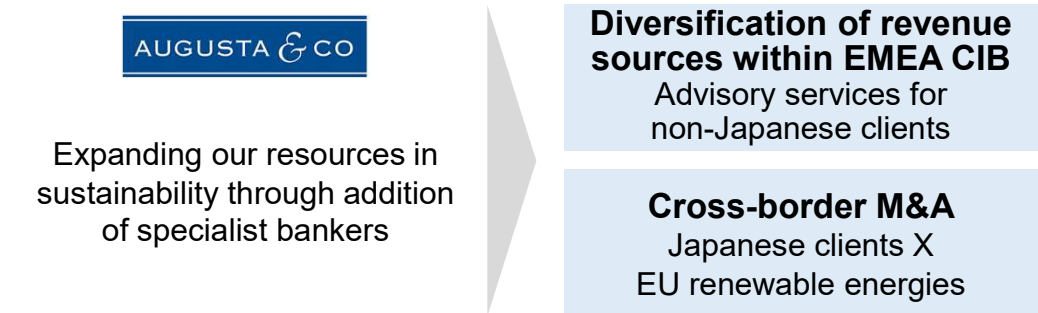 AUGUSTA & CO
Expanding our resources in
sustainability through addition
of specialist bankers
Diversification of revenue
sources within EMEA CIB
Advisory services for
non-Japanese clients
Cross-border M&A
Japanese clients X
EU renewable energies